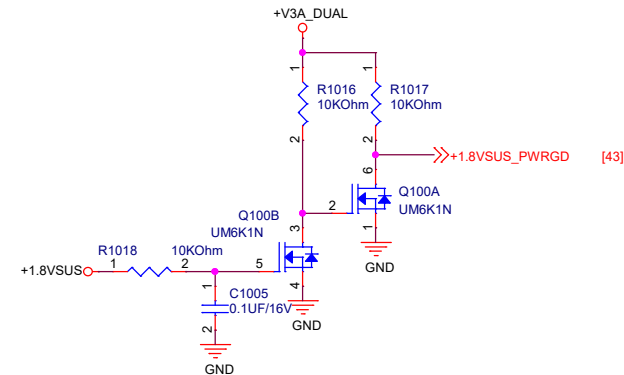 +V3A_DUAL
1
1
R1016
10KOhm
R1017
10KOhm
2
2
+1.8VSUS_PWRGD [43]
6
2
Q100A
UM6K1N
1
GND
Q100B
UM6K1N
3
R1018 10KOhm
+1.8VSUS 1 2 5
4
GND
1
C1005
0.1UF/16V
2
GND